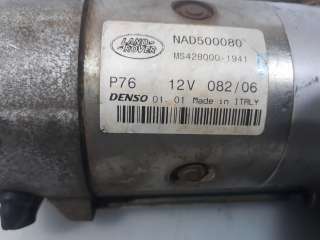 LAND ROVER
NAD500080
MS428000-1941
P76 12V 082/06
DENSO 01.01 Made in ITALY